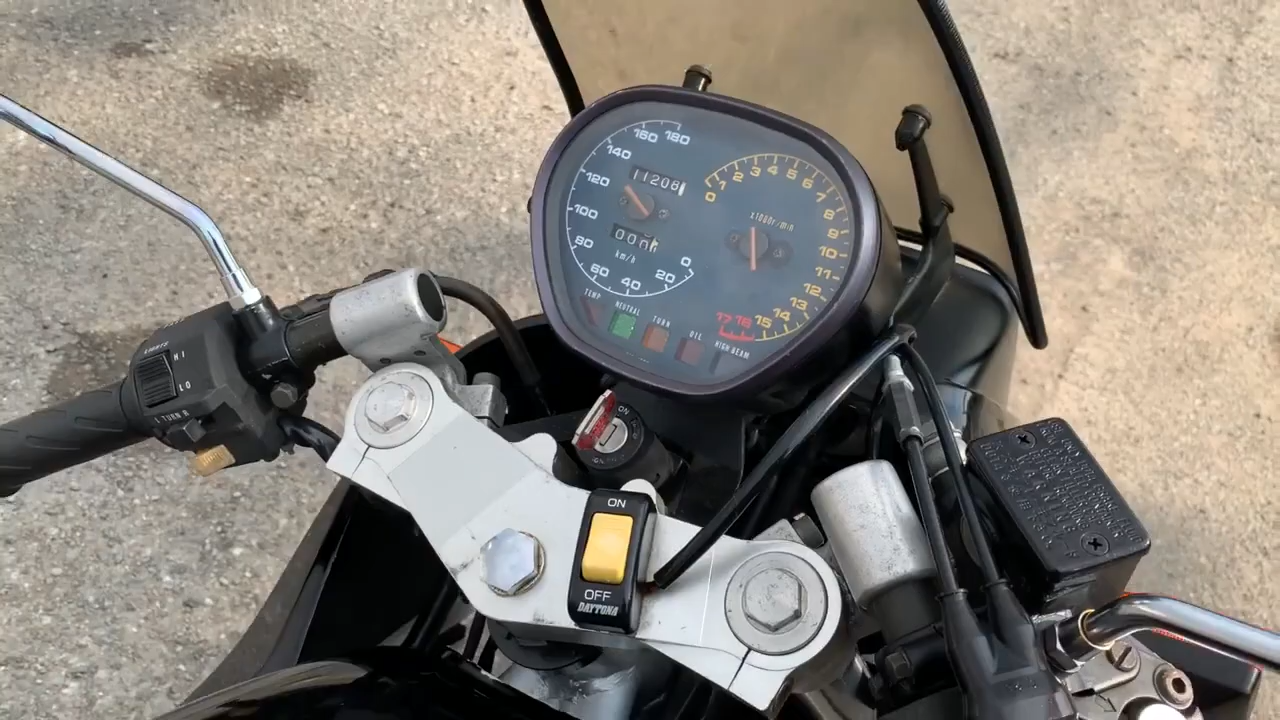 160 180
140
120
100
80
60
40
20
0
11208
km/h
0 1 2 3 4 5 6 7 8 9 10 11 12 13 14 15 16 17
x1000r/min
TEMP
NEUTRAL
TURN
OIL
HIGH BEAM
LIGHTS
HI
LO
L TURN R
ON
ON
OFF
DAYTONA